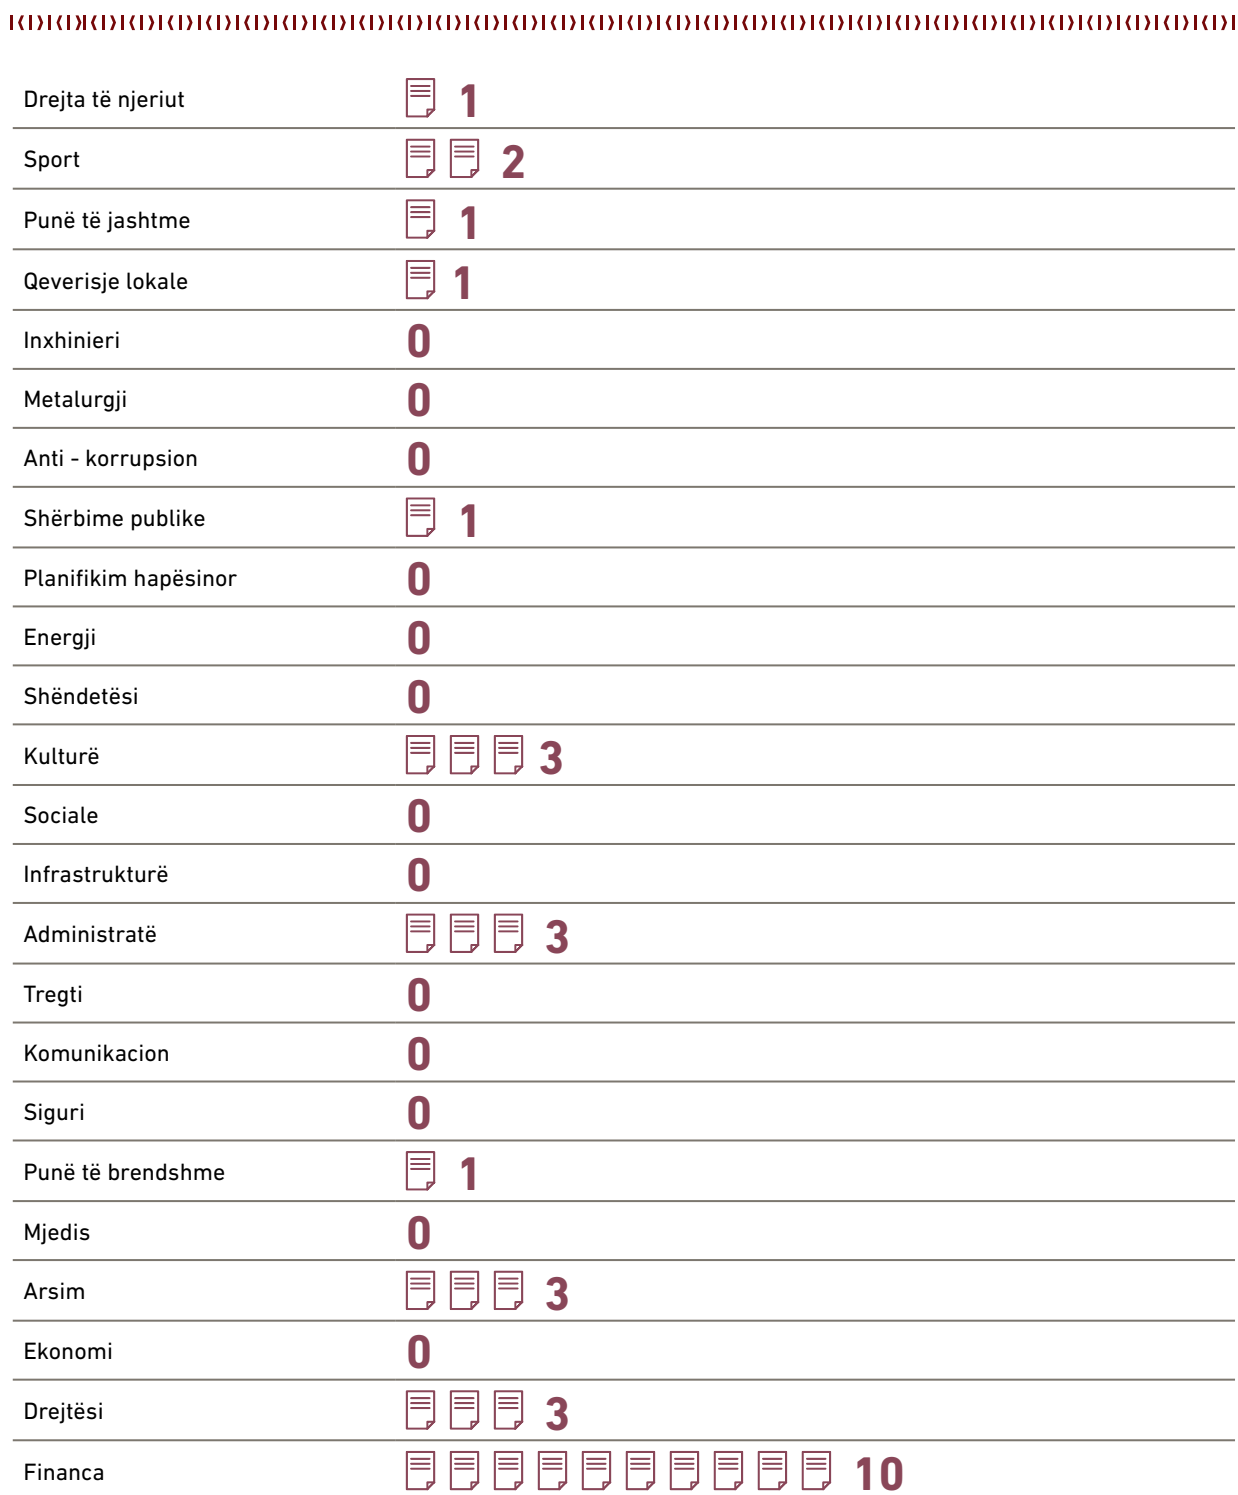 Drejta të njeriut 1
Sport 2
Punë të jashtme 1
Qeverisje lokale 1
Inxhinieri 0
Metalurgji 0
Anti - korrupsion 0
Shërbime publike 1
Planifikim hapësinor 0
Energji 0
Shëndetësi 0
Kulturë 3
Sociale 0
Infrastrukturë 0
Administratë 3
Tregti 0
Komunikacion 0
Siguri 0
Punë të brendshme 1
Mjedis 0
Arsim 3
Ekonomi 0
Drejtësi 3
Financa 10